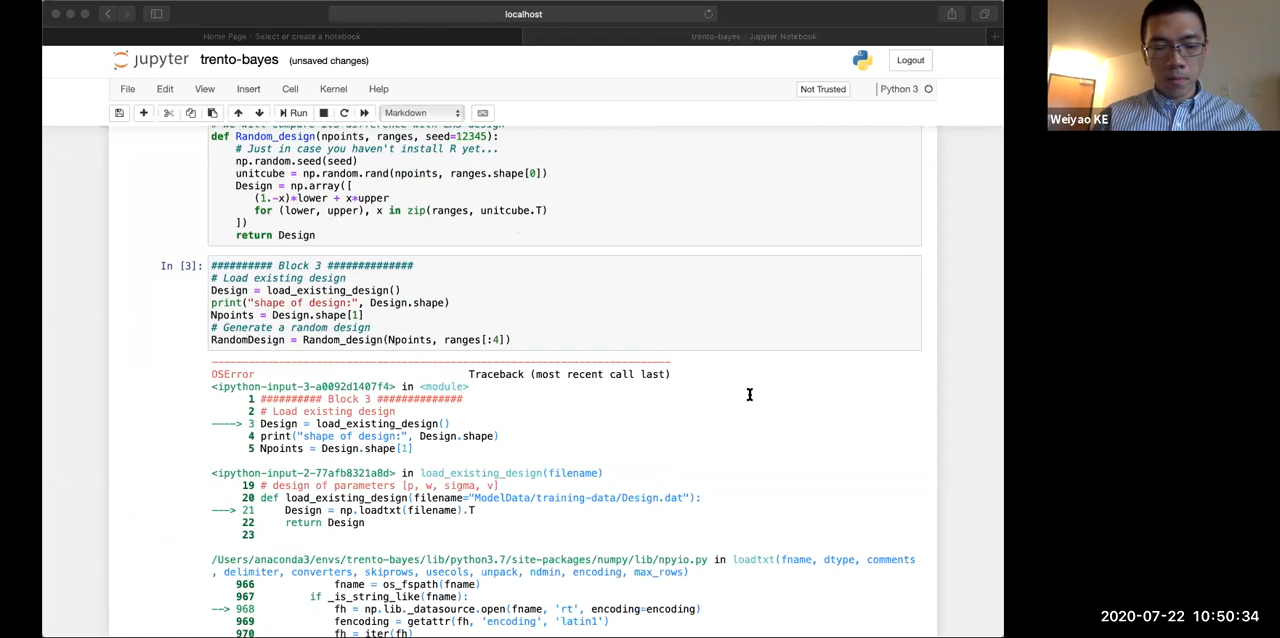 localhost
Home Page - Select or create a notebook
trento-bayes - Jupyter Notebook
jupyter trento-bayes (unsaved changes)
Logout
File Edit View Insert Cell Kernel Help
Not Trusted
Python 3
Run
Markdown
# we will compare its difference with LHS design
def Random_design(npoints, ranges, seed=12345):
# Just in case you haven't install R yet...
np.random.seed(seed)
unitcube = np.random.rand(npoints, ranges.shape[0])
Design = np.array([
(1.-x)*lower + x*upper
for (lower, upper), x in zip(ranges, unitcube.T)
])
return Design
In [3]:
########## Block 3 ##############
# Load existing design
Design = load_existing_design()
print("shape of design:", Design.shape)
Npoints = Design.shape[1]
# Generate a random design
RandomDesign = Random_design(Npoints, ranges[:4])
---------------------------------------------------------------------------
OSError Traceback (most recent call last)
<ipython-input-3-a0092d1407f4> in <module>
1 ########## Block 3 ##############
2 # Load existing design
----> 3 Design = load_existing_design()
4 print("shape of design:", Design.shape)
5 Npoints = Design.shape[1]
<ipython-input-2-77afb8321a8d> in load_existing_design(filename)
19 # design of parameters [p, w, sigma, v]
20 def load_existing_design(filename="ModelData/training-data/Design.dat"):
---> 21 Design = np.loadtxt(filename).T
22 return Design
23
/Users/anaconda3/envs/trento-bayes/lib/python3.7/site-packages/numpy/lib/npyio.py in loadtxt(fname, dtype, comments
, delimiter, converters, skiprows, usecols, unpack, ndmin, encoding, max_rows)
966 fname = os_fspath(fname)
967 if _is_string_like(fname):
--> 968 fh = np.lib._datasource.open(fname, 'rt', encoding=encoding)
969 fencoding = getattr(fh, 'encoding', 'latin1')
970 fh = iter(fh)
Weiyao KE
2020-07-22 10:50:34